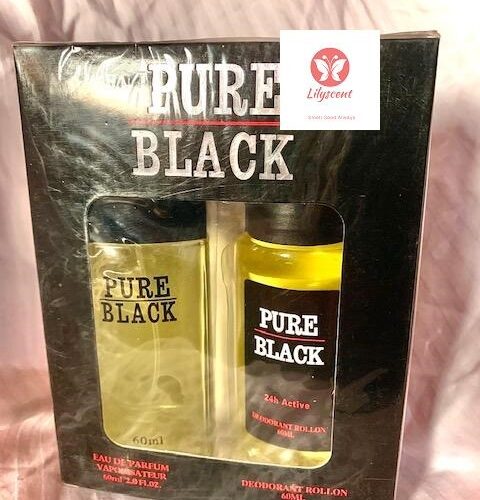 PURE
BLACK
Lilyscent
Smell Good Always
PURE
BLACK
60ml
PURE
BLACK
24h Active
DEODORANT ROLLON
60ML
EAU DE PARFUM
VAPORISATEUR
60ml 2.0 FL.OZ.
DEODORANT ROLLON
60ML